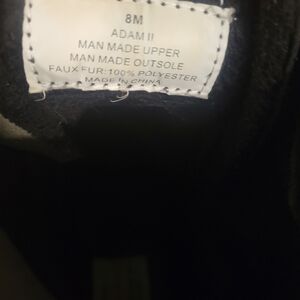 8M
ADAM II
MAN MADE UPPER
MAN MADE OUTSOLE
FAUX FUR: 100% POLYESTER
MADE IN CHINA